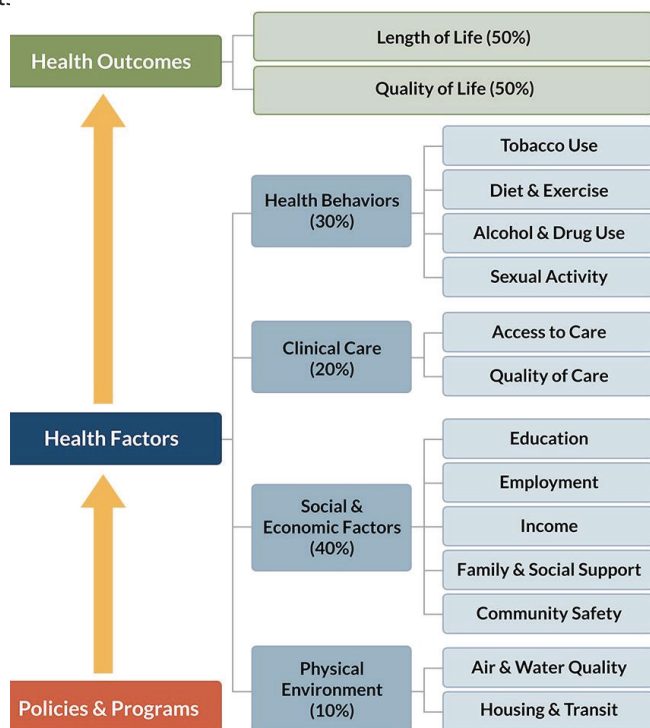 Health Outcomes
Length of Life (50%)
Quality of Life (50%)
Health Factors
Health Behaviors
(30%)
Tobacco Use
Diet & Exercise
Alcohol & Drug Use
Sexual Activity
Clinical Care
(20%)
Access to Care
Quality of Care
Social &
Economic Factors
(40%)
Education
Employment
Income
Family & Social Support
Community Safety
Physical
Environment
(10%)
Air & Water Quality
Housing & Transit
Policies & Programs